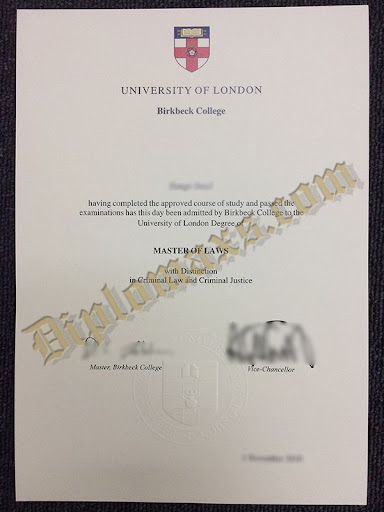 UNIVERSITY OF LONDON
Birkbeck College
having completed the approved course of study and passed the
examinations has this day been admitted by Birkbeck College to the
University of London Degree of
MASTER OF LAWS
with Distinction
in Criminal Law and Criminal Justice
Diplomaxs.com
Master, Birkbeck College
Vice-Chancellor